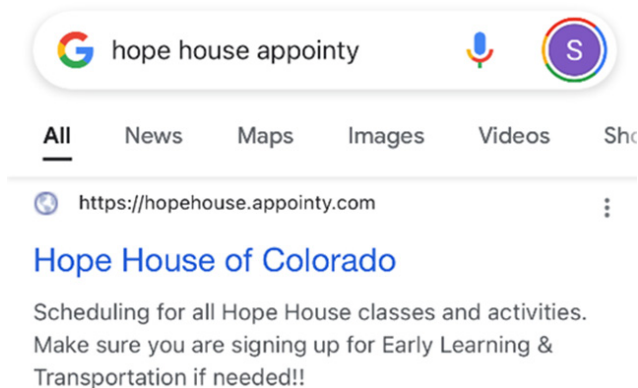 hope house appointy
S
All News Maps Images Videos Sho
https://hopehouse.appointy.com
Hope House of Colorado
Scheduling for all Hope House classes and activities.
Make sure you are signing up for Early Learning &
Transportation if needed!!